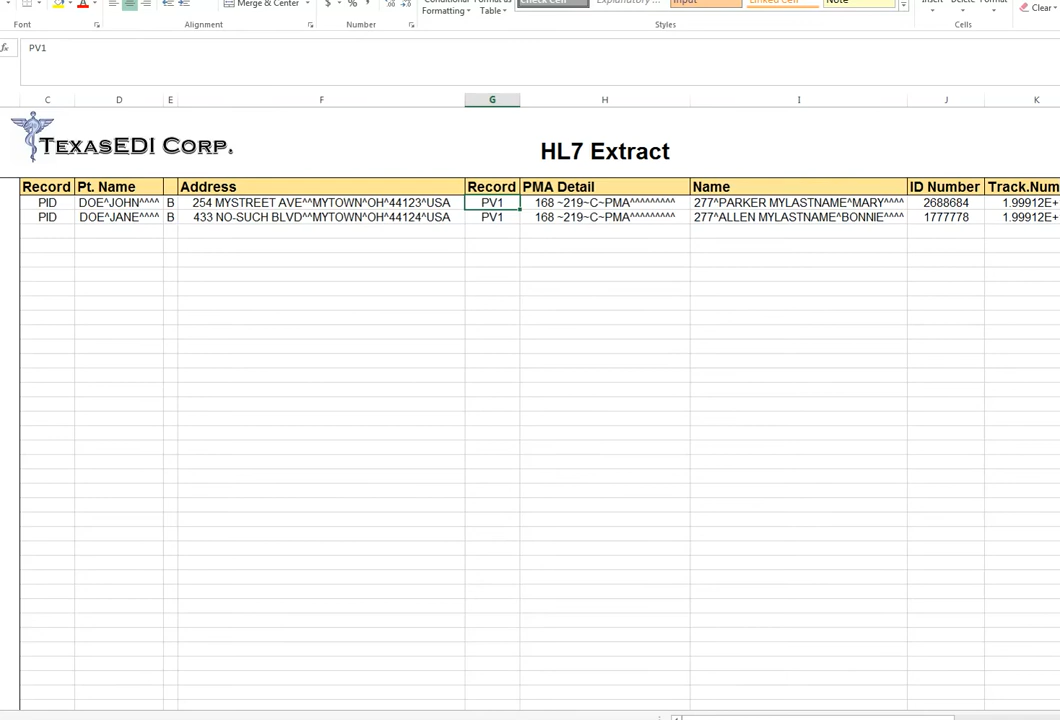 Merge & Center $ % ,
Conditional Format as
Formatting Table
Check Cell Explanatory ... Input Linked Cell Note
Insert Delete Format
Clear
Font Alignment Number Styles Cells
fx PV1
C D E F G H I J K
TEXASEDI CORP.
HL7 Extract
Record Pt. Name Address Record PMA Detail Name ID Number Track.Num
PID DOE^JOHN^^^^ B 254 MYSTREET AVE^^MYTOWN^OH^44123^USA PV1 168 ~219~C~PMA^^^^^^^^^ 277^PARKER MYLASTNAME^MARY^^^^ 2688684 1.99912E+
PID DOE^JANE^^^^ B 433 NO-SUCH BLVD^^MYTOWN^OH^44124^USA PV1 168 ~219~C~PMA^^^^^^^^^ 277^ALLEN MYLASTNAME^BONNIE^^^^ 1777778 1.99912E+